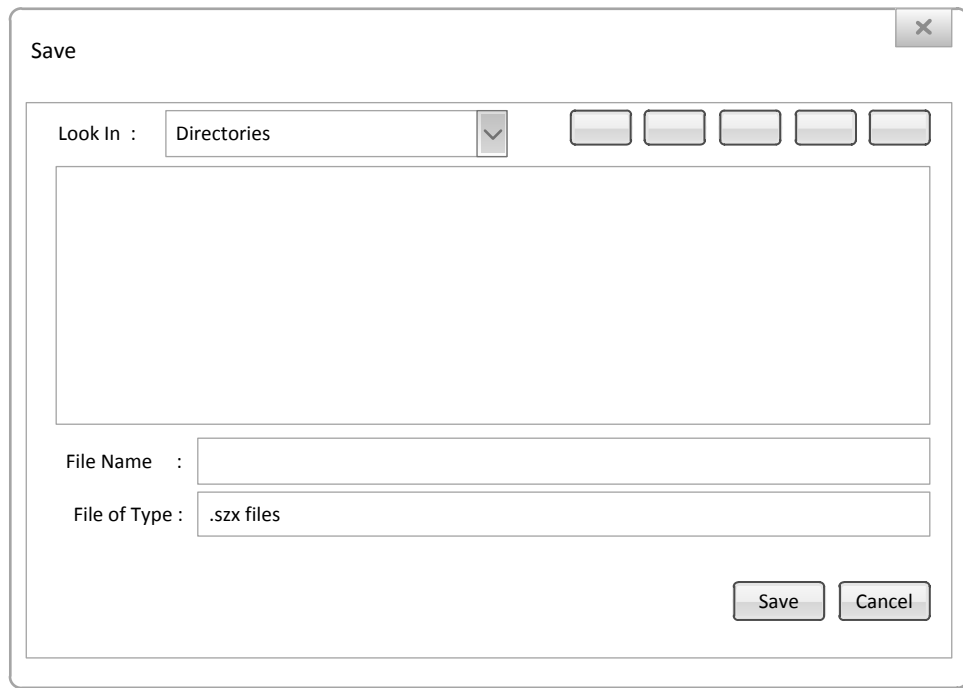 Save
Look In :
Directories
File Name :
File of Type :
.szx files
Save
Cancel